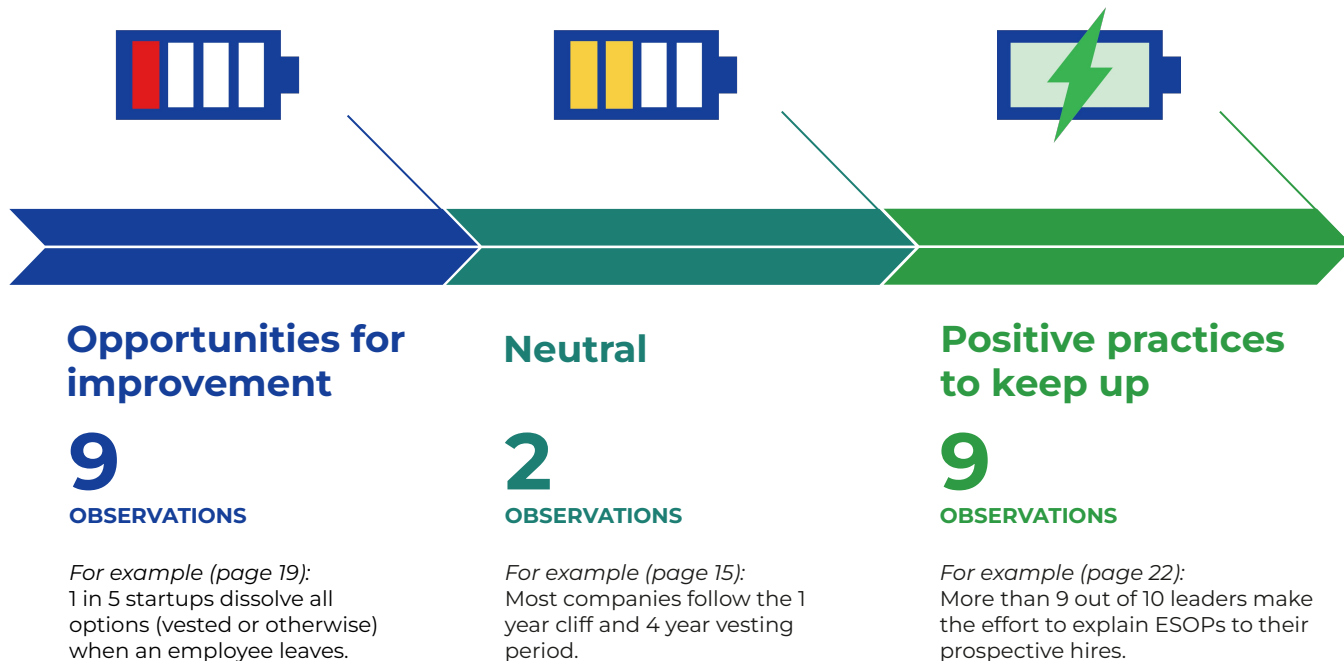 Opportunities for
improvement
9
OBSERVATIONS
For example (page 19):
1 in 5 startups dissolve all
options (vested or otherwise)
when an employee leaves.
Neutral
2
OBSERVATIONS
For example (page 15):
Most companies follow the 1
year cliff and 4 year vesting
period.
Positive practices
to keep up
9
OBSERVATIONS
For example (page 22):
More than 9 out of 10 leaders make
the effort to explain ESOPs to their
prospective hires.